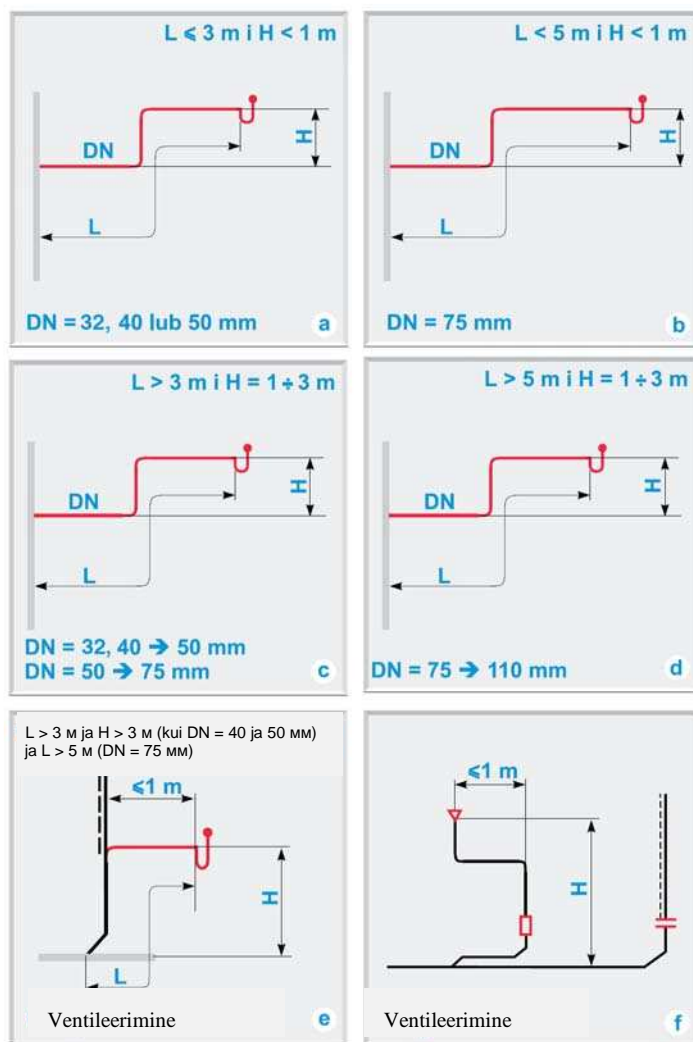 L ⩽ 3 m i H < 1 m
H
DN
L
DN = 32, 40 lub 50 mm
a
L < 5 m i H < 1 m
H
DN
L
DN = 75 mm
b
L > 3 m i H = 1÷3 m
H
DN
L
DN = 32, 40 ➔ 50 mm
DN = 50 ➔ 75 mm
c
L > 5 m i H = 1÷3 m
H
DN
L
DN = 75 ➔ 110 mm
d
L > 3 м ja H > 3 м (kui DN = 40 ja 50 мм)
ja L > 5 м (DN = 75 мм)
⩽1 m
H
L
Ventileerimine
e
⩽1 m
H
Ventileerimine
f